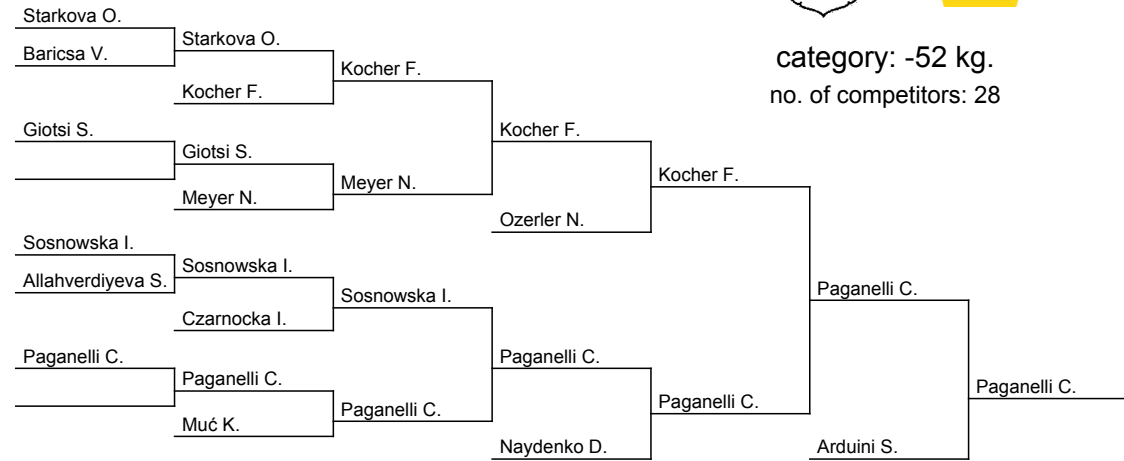 Starkova O.
Baricsa V.
Starkova O.
Kocher F.
Kocher F.
Giotsi S.
Giotsi S.
Meyer N.
Meyer N.
Kocher F.
Ozerler N.
Kocher F.
Sosnowska I.
Allahverdiyeva S.
Sosnowska I.
Czarnocka I.
Sosnowska I.
Paganelli C.
Paganelli C.
Muć K.
Paganelli C.
Paganelli C.
Naydenko D.
Paganelli C.
Paganelli C.
Arduini S.
Paganelli C.
category: -52 kg.
no. of competitors: 28